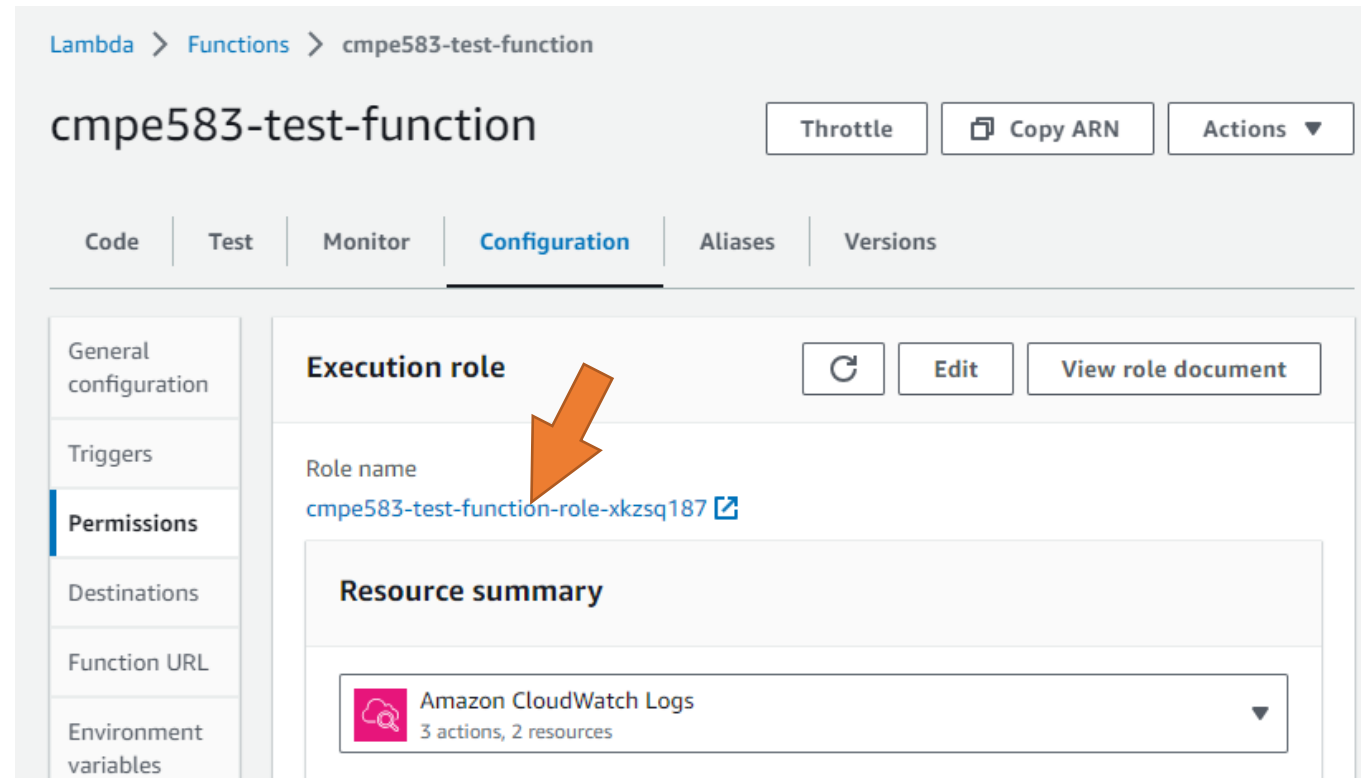 Lambda > Functions > cmpe583-test-function
cmpe583-test-function
Throttle
Copy ARN
Actions
Code
Test
Monitor
Configuration
Aliases
Versions
General
configuration
Triggers
Permissions
Destinations
Function URL
Environment
variables
Execution role
Edit
View role document
Role name
cmpe583-test-function-role-xkzsq187
Resource summary
Amazon CloudWatch Logs
3 actions, 2 resources